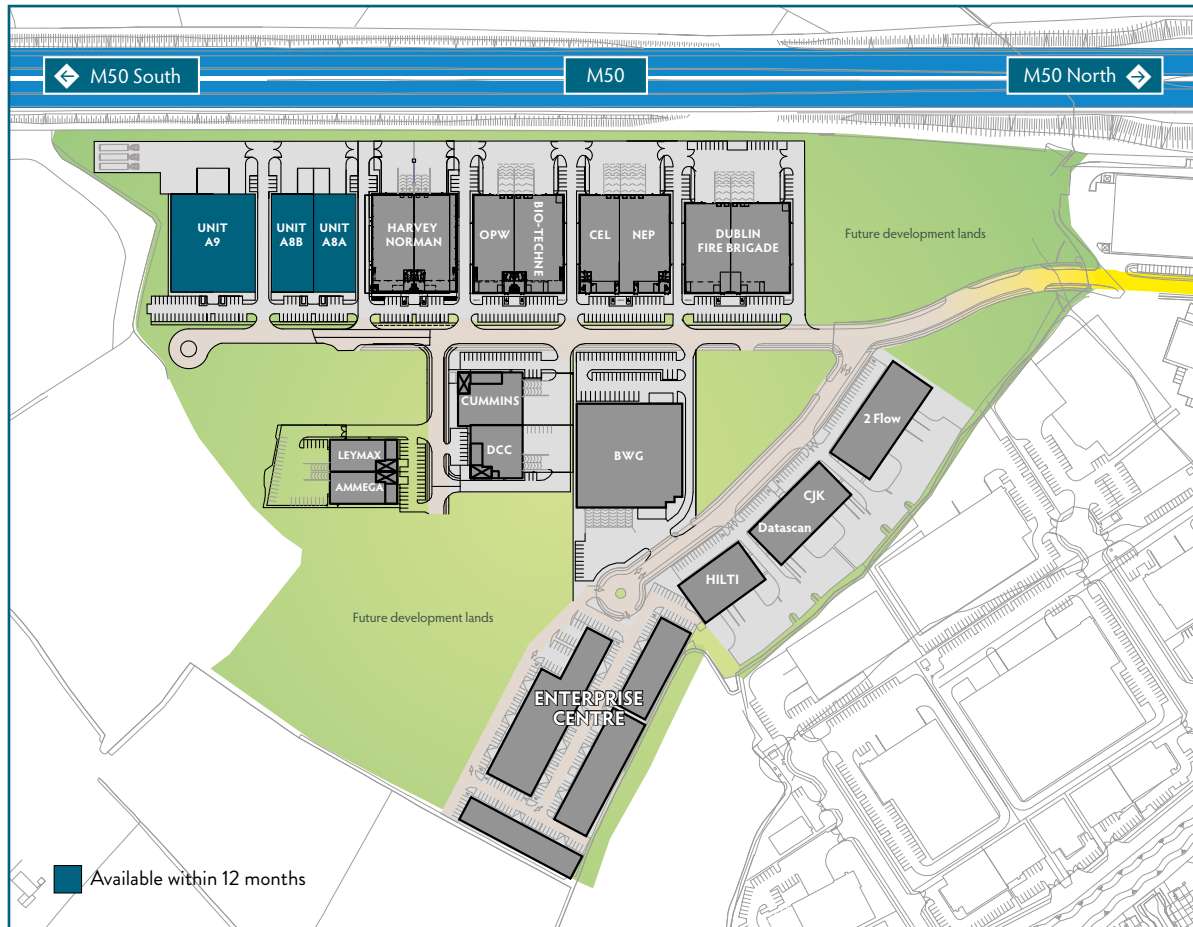 M50 South
M50
M50 North
UNIT
A9
UNIT
A8B
UNIT
A8A
HARVEY
NORMAN
OPW
BIO-TECHNE
CEL
NEP
DUBLIN
FIRE BRIGADE
Future development lands
CUMMINS
DCC
LEYMAX
AMMEGA
BWG
2 Flow
CJK
Datascan
HILTI
Future development lands
ENTERPRISE
CENTRE
Available within 12 months